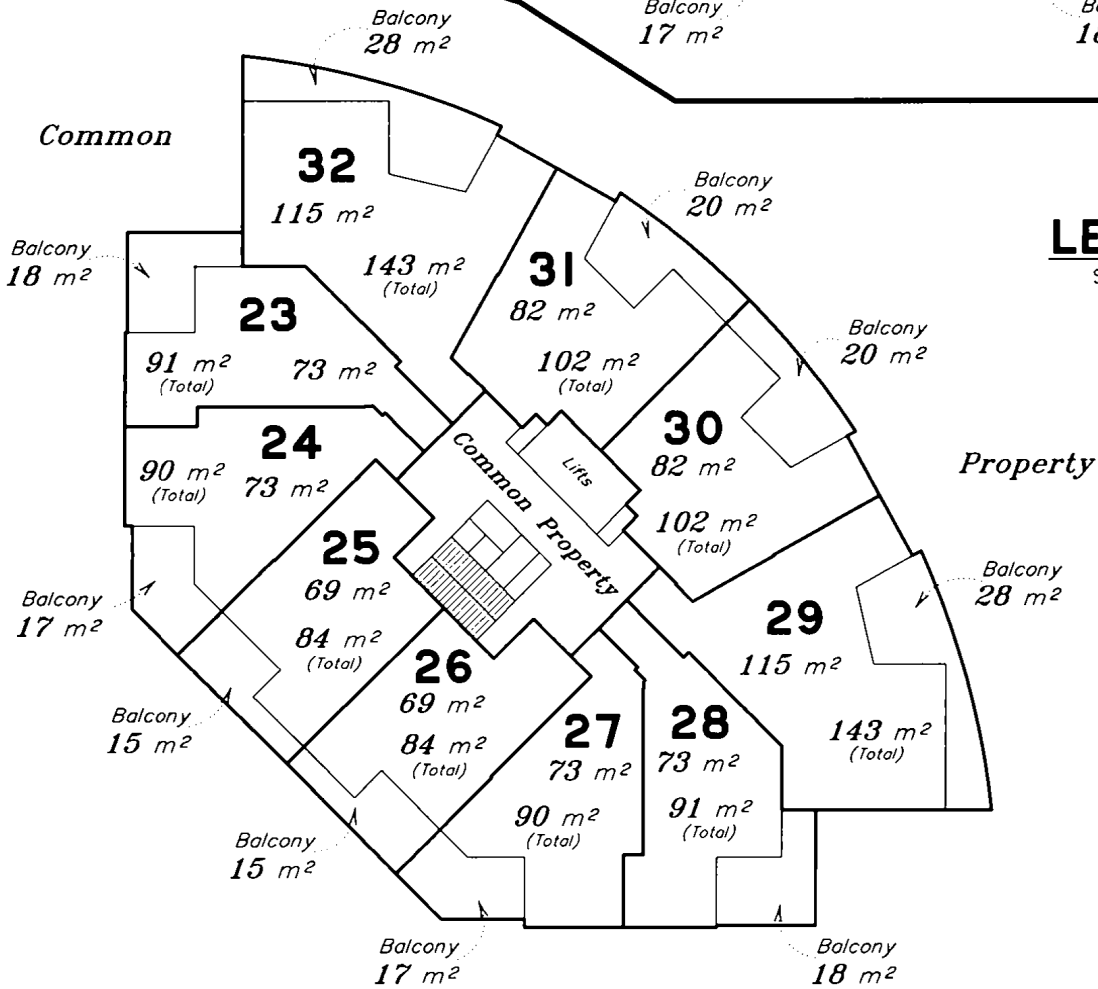 Balcony
28 m²
Balcony
17 m²
Common
32
115 m²
143 m²
(Total)
Balcony
20 m²
31
82 m²
102 m²
(Total)
Balcony
18 m²
23
91 m²
(Total)
73 m²
Balcony
20 m²
30
82 m²
102 m²
(Total)
24
90 m²
(Total)
73 m²
Common Property
Lifts
Property
25
69 m²
84 m²
(Total)
Balcony
17 m²
Balcony
28 m²
29
115 m²
143 m²
(Total)
26
69 m²
84 m²
(Total)
Balcony
15 m²
27
73 m²
90 m²
(Total)
28
73 m²
91 m²
(Total)
Balcony
15 m²
Balcony
17 m²
Balcony
18 m²